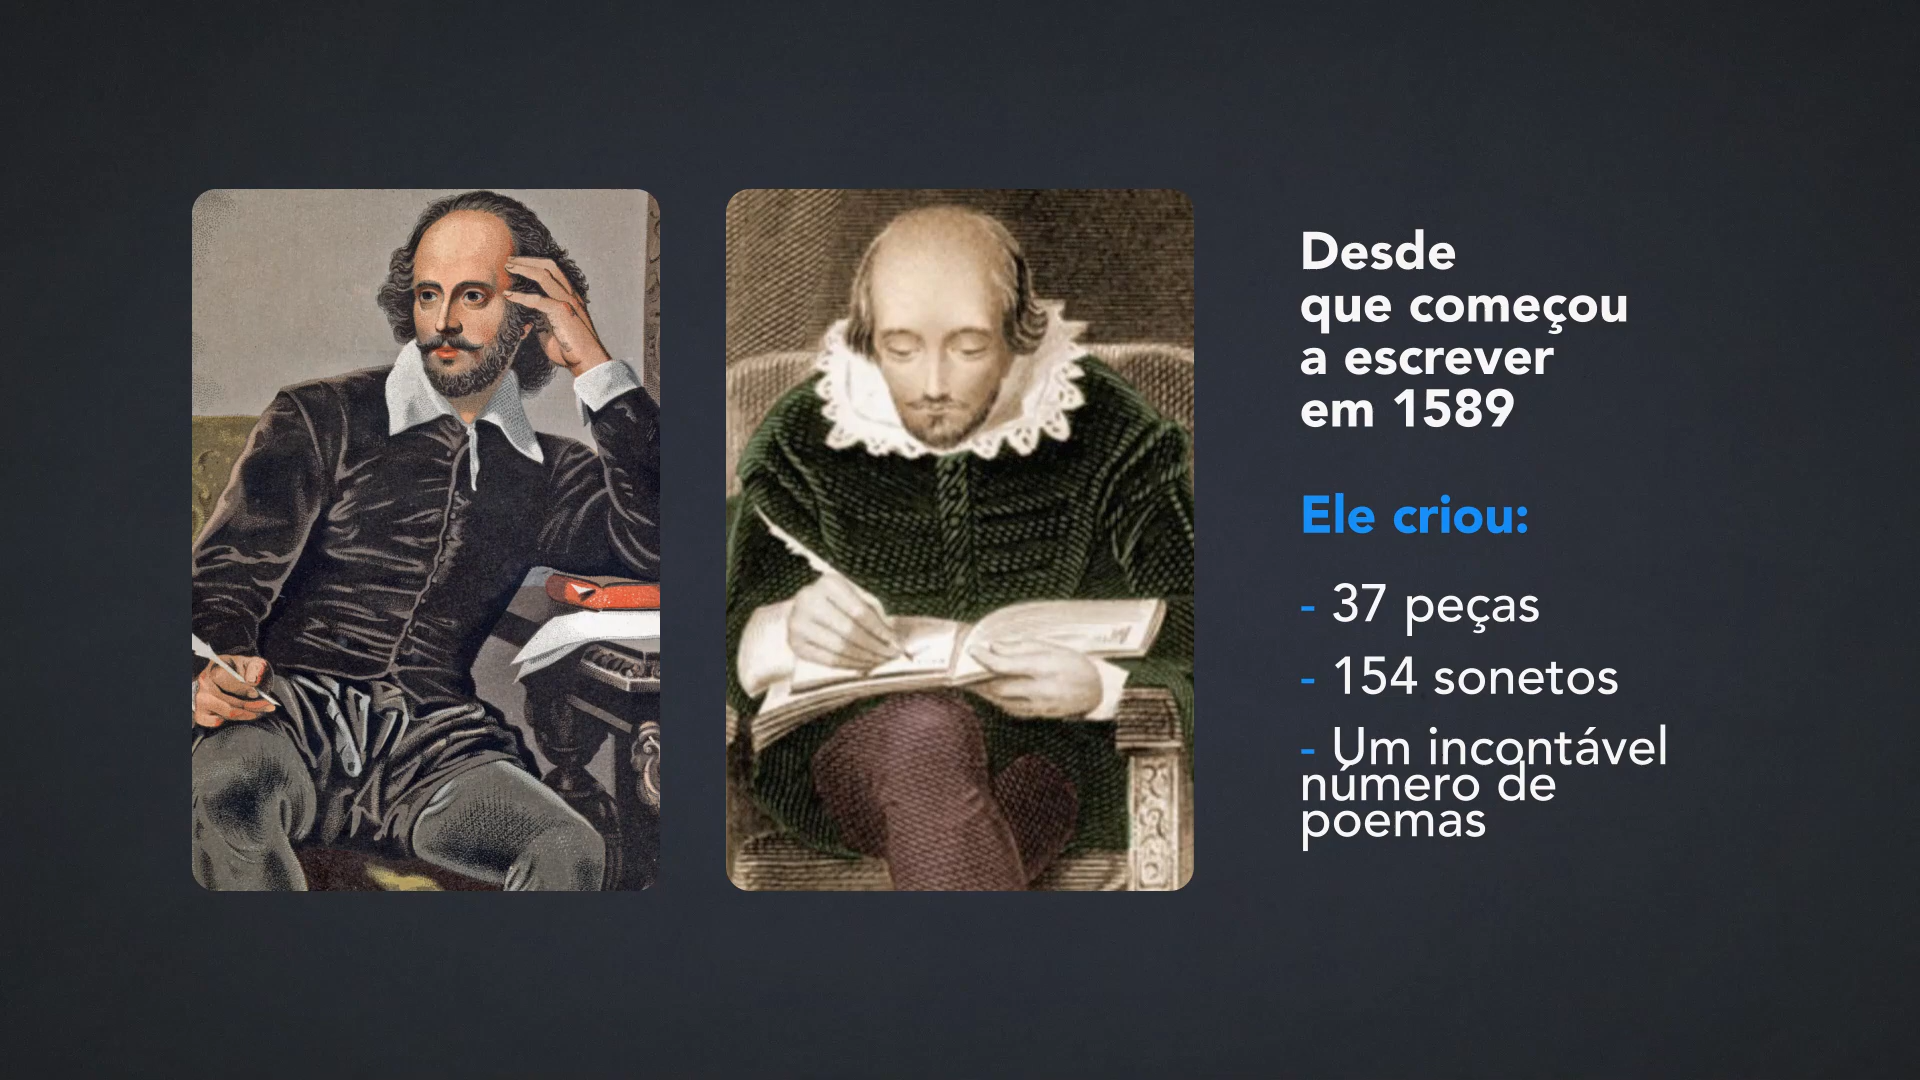 Desde
que começou
a escrever
em 1589
Ele criou:
- 37 peças
- 154 sonetos
- Um incontável
número de
poemas